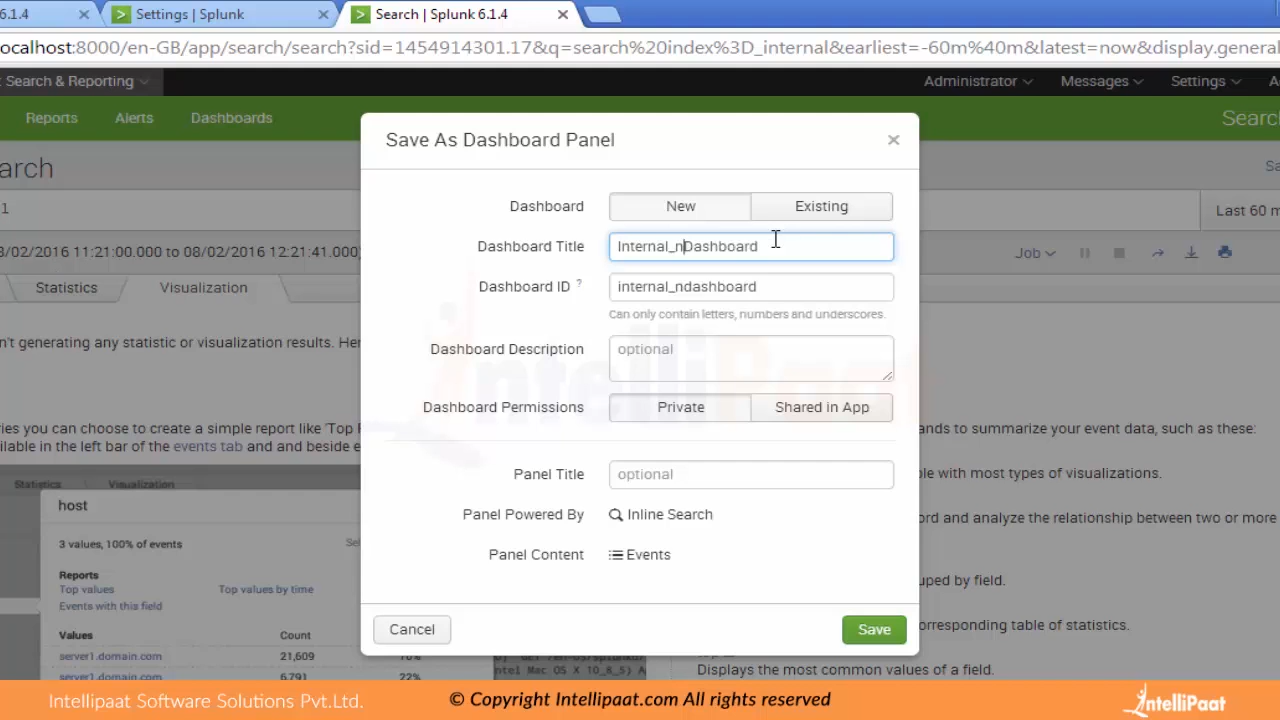 6.1.4
Settings | Splunk
Search | Splunk 6.1.4
ocalhost:8000/en-GB/app/search/search?sid=1454914301.17&q=search%20index%3D_internal&earliest=-60m%40m&latest=now&display.general
Search & Reporting
Administrator
Messages
Settings
Reports
Alerts
Dashboards
Searc
arch
1
Last 60 m
8/02/2016 11:21:00.000 to 08/02/2016 12:21:41.000)
Job
Statistics
Visualization
n't generating any statistic or visualization results. Her
ries you can choose to create a simple report like 'Top
ands to summarize your event data, such as these:
ilable in the left bar of the events tab and and beside e
ble with most types of visualizations.
ord and analyze the relationship between two or more
uped by field.
orresponding table of statistics.
Displays the most common values of a field.
Statistics
Visualization
host
3 values, 100% of events
Reports
Top values
Top values by time
Events with this field
Values
Count
server1.domain.com
21,609
server1.domain.com
6,791
22%
Save As Dashboard Panel
Dashboard
New
Existing
Dashboard Title
Internal_nDashboard
Dashboard ID ?
internal_ndashboard
Can only contain letters, numbers and underscores.
Dashboard Description
optional
Dashboard Permissions
Private
Shared in App
Panel Title
optional
Panel Powered By
Inline Search
Panel Content
Events
Cancel
Save
IntelliPaat
Intellipaat Software Solutions Pvt.Ltd.
© Copyright Intellipaat.com All rights reserved
IntelliPaat